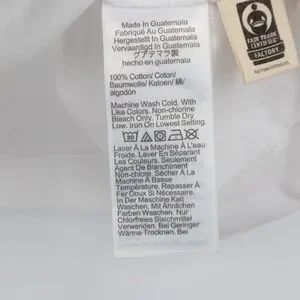 Made In Guatemala
Fabriqué Au Guatemala
Hergestellt In Guatemala
Vervaardigd In Guatemala
グアテマラ製
hecho en guatemala
100% Cotton/ Coton/
Baumwolle/ Katoen/ 綿/
algodón
Machine Wash Cold, With
Like Colors. Non-chlorine
Bleach Only. Tumble Dry
Low. Iron On Lowest Setting.
Laver À La Machine À L'eau
Froide. Laver En Séparant
Les Couleurs. Seulement
Agent De Blanchiment
Non-chlore. Sécher À La
Machine À Basse
Température. Repasser À
Fer Doux Si Nécessaire.
In Der Maschine Kalt
Waschen, Mit Ähnlichen
Farben Waschen. Nur
Chlorfreies Bleichmittel
Verwenden. Bei Geringer
Wärme Trocknen. Bei
FAIR TRADE
CERTIFIED
FACTORY